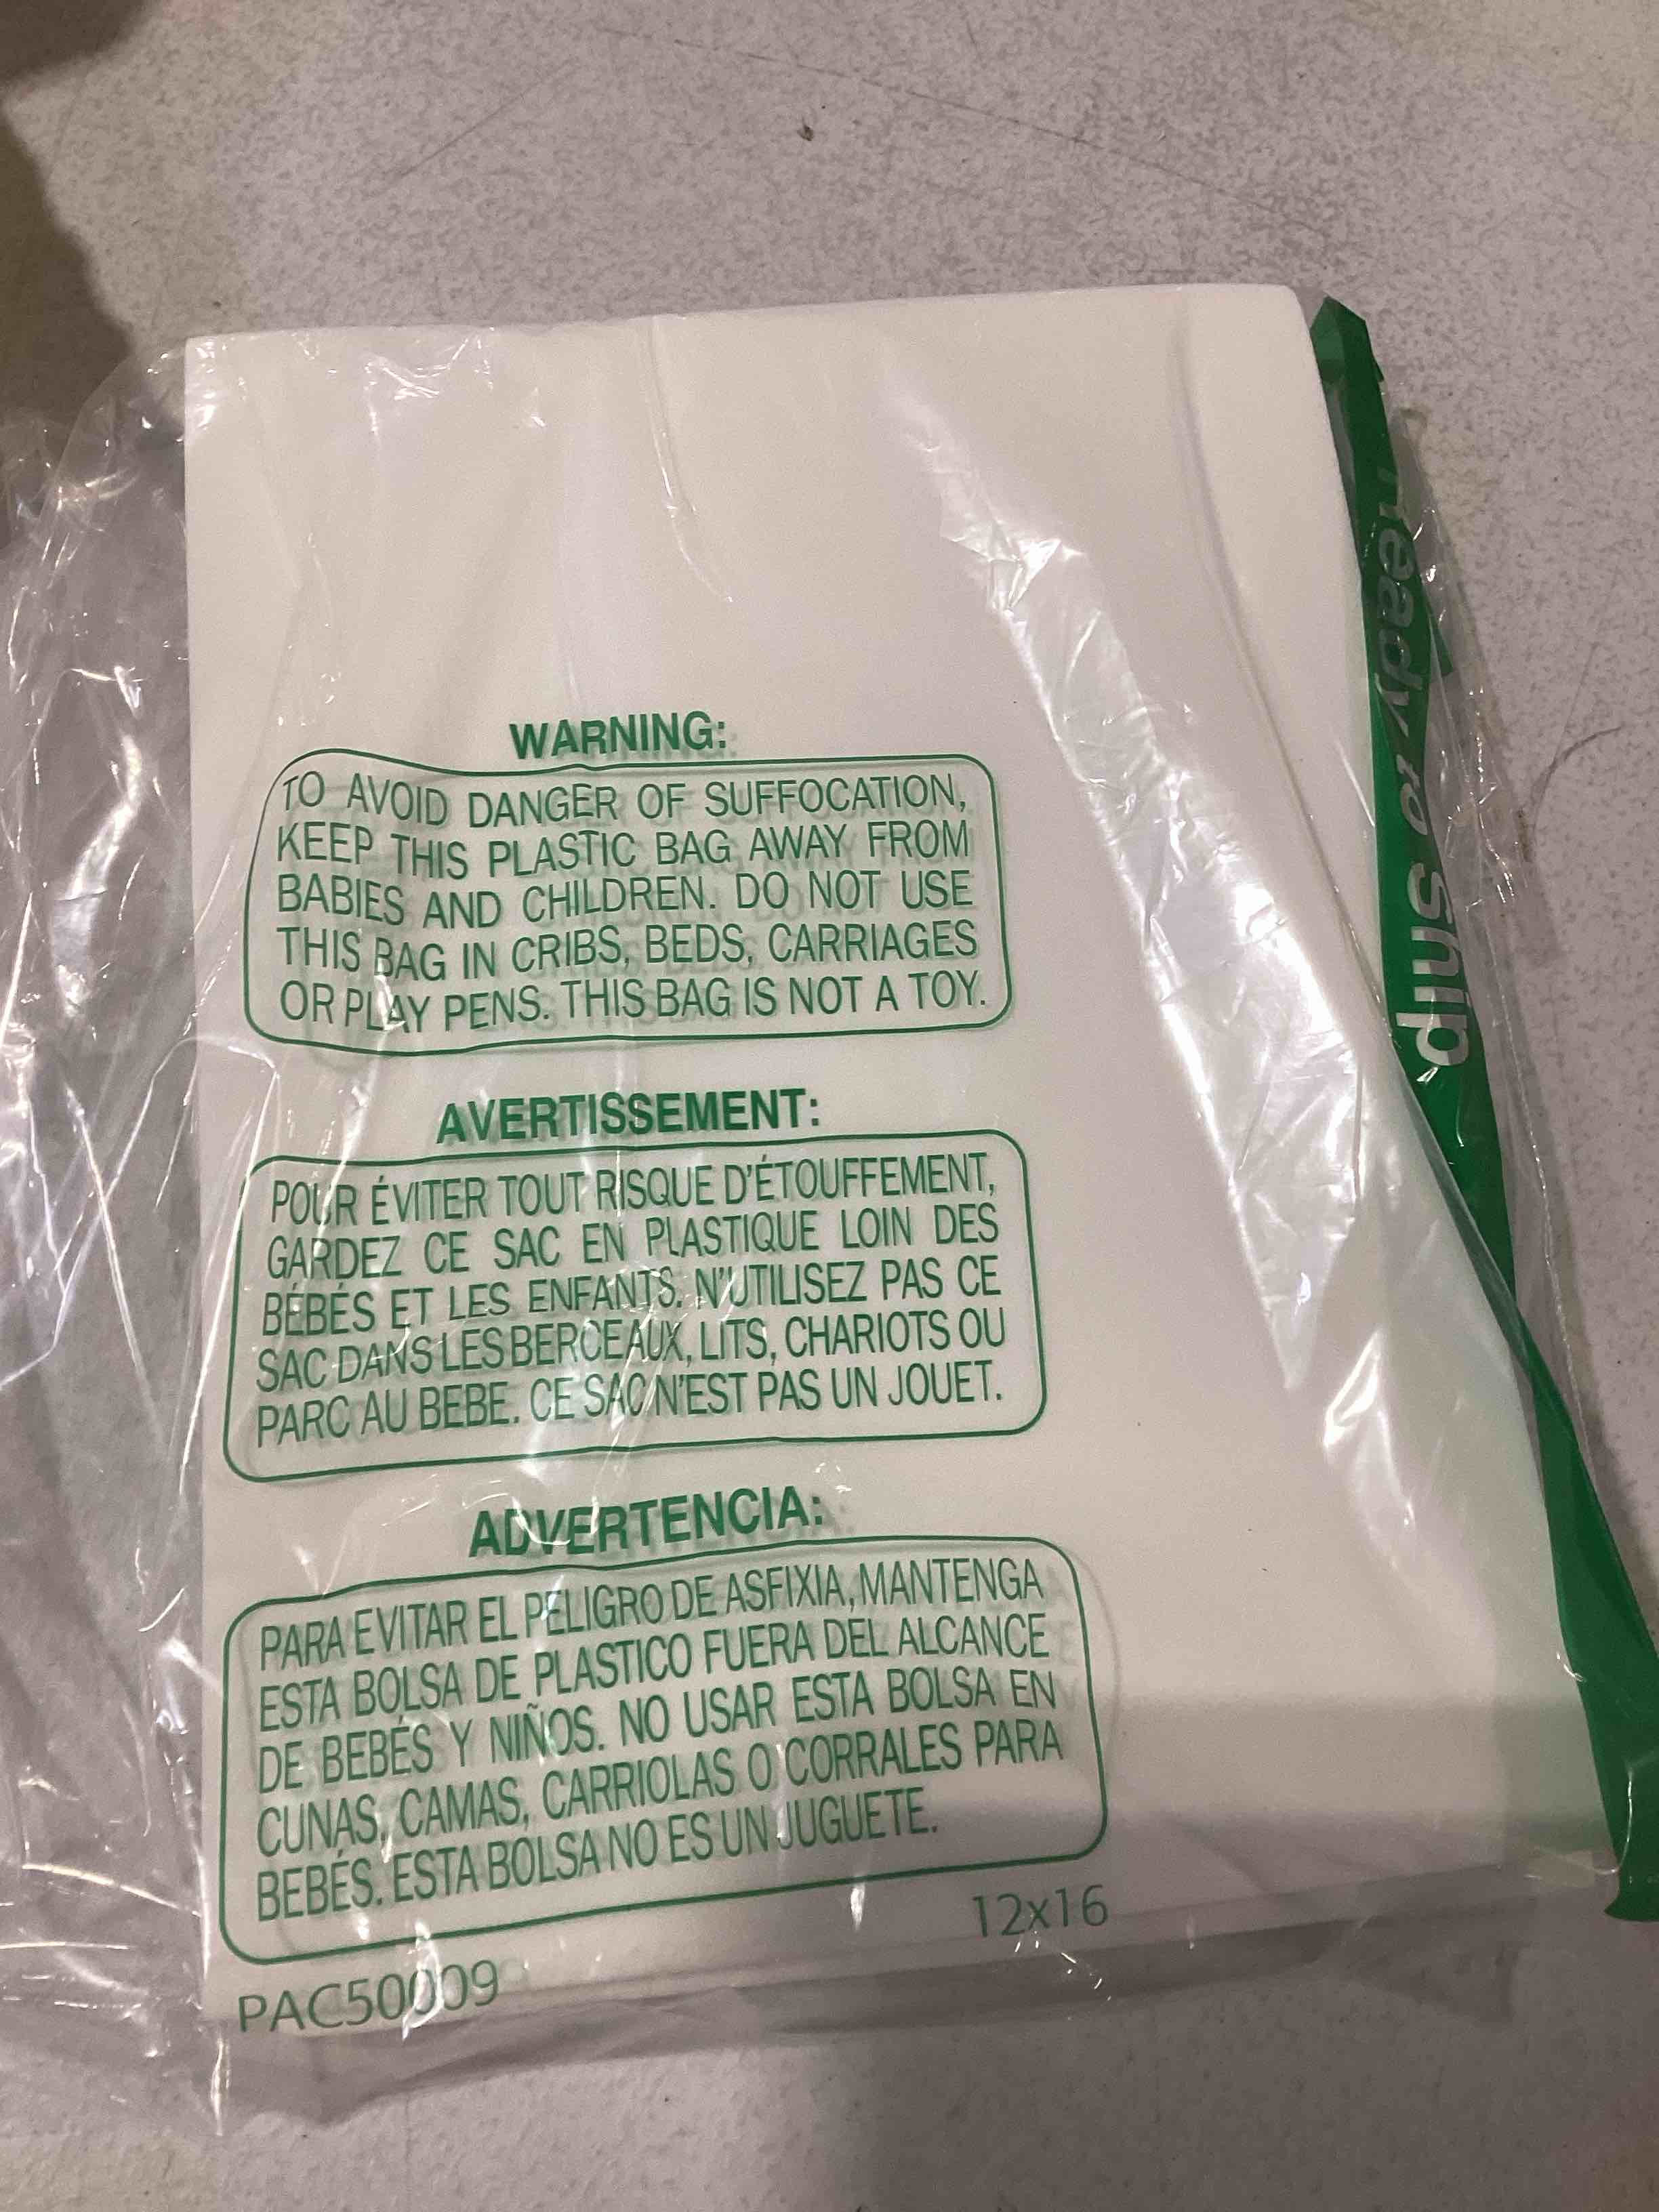 WARNING:
TO AVOID DANGER OF SUFFOCATION,
KEEP THIS PLASTIC BAG AWAY FROM
BABIES AND CHILDREN. DO NOT USE
THIS BAG IN CRIBS, BEDS, CARRIAGES
OR PLAY PENS. THIS BAG IS NOT A TOY.
AVERTISSEMENT:
POUR ÉVITER TOUT RISQUE D'ÉTOUFFEMENT,
GARDEZ CE SAC EN PLASTIQUE LOIN DES
BÉBÉS ET LES ENFANTS. N'UTILISEZ PAS CE
SAC DANS LES BERCEAUX, LITS, CHARIOTS OU
PARC AU BEBE. CE SAC N'EST PAS UN JOUET.
ADVERTENCIA:
PARA EVITAR EL PELIGRO DE ASFIXIA, MANTENGA
ESTA BOLSA DE PLASTICO FUERA DEL ALCANCE
DE BEBÉS Y NIÑOS. NO USAR ESTA BOLSA EN
CUNAS, CAMAS, CARRIOLAS O CORRALES PARA
BEBÉS. ESTA BOLSA NO ES UN JUGUETE.
12x16
PAC50009
ready to ship